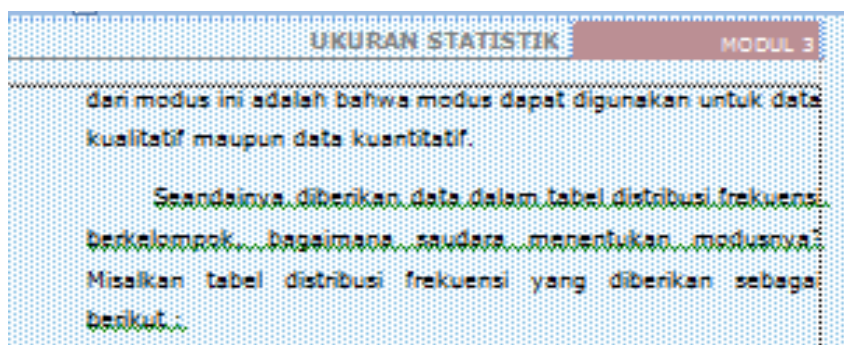 UKURAN STATISTIK MODUL 3
dari modus ini adalah bahwa modus dapat digunakan untuk data
kualitatif maupun data kuantitatif.
Seandainya diberikan data dalam tabel distribusi frekuensi
berkelompok, bagaimana saudara menentukan modusnya?
Misalkan tabel distribusi frekuensi yang diberikan sebagai
berikut :